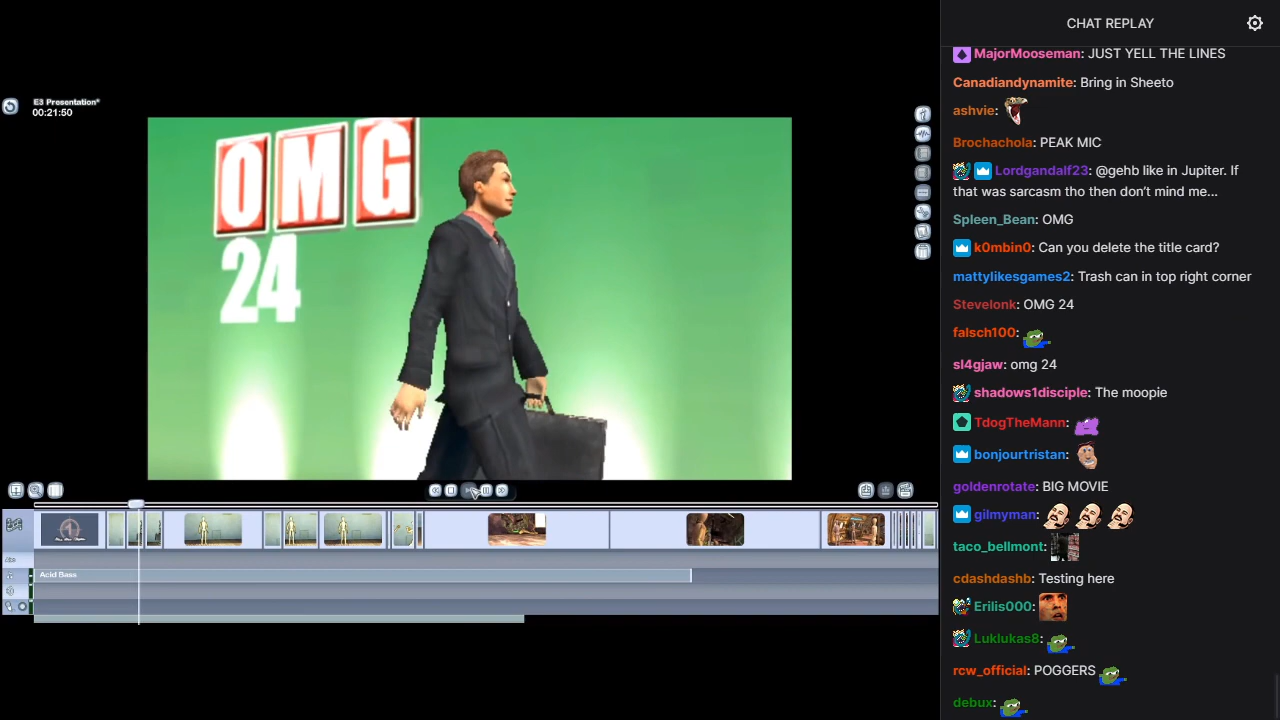 CHAT REPLAY
MajorMooseman: JUST YELL THE LINES
Canadiandynamite: Bring in Sheeto
ashvie:
Brochachola: PEAK MIC
Lordgandalf23: @gehb like in Jupiter. If
that was sarcasm tho then don't mind me...
Spleen_Bean: OMG
k0mbin0: Can you delete the title card?
mattylikesgames2: Trash can in top right corner
Stevelonk: OMG 24
falsch100:
sl4gjaw: omg 24
shadows1disciple: The moopie
TdogTheMann:
bonjourtristan:
goldenrotate: BIG MOVIE
gilmyman:
taco_bellmont:
cdashdashb: Testing here
Erilis000:
Luklukas8:
rcw_official: POGGERS
debux:
E3 Presentation*
00:21:50
OMG
24
Acid Bass